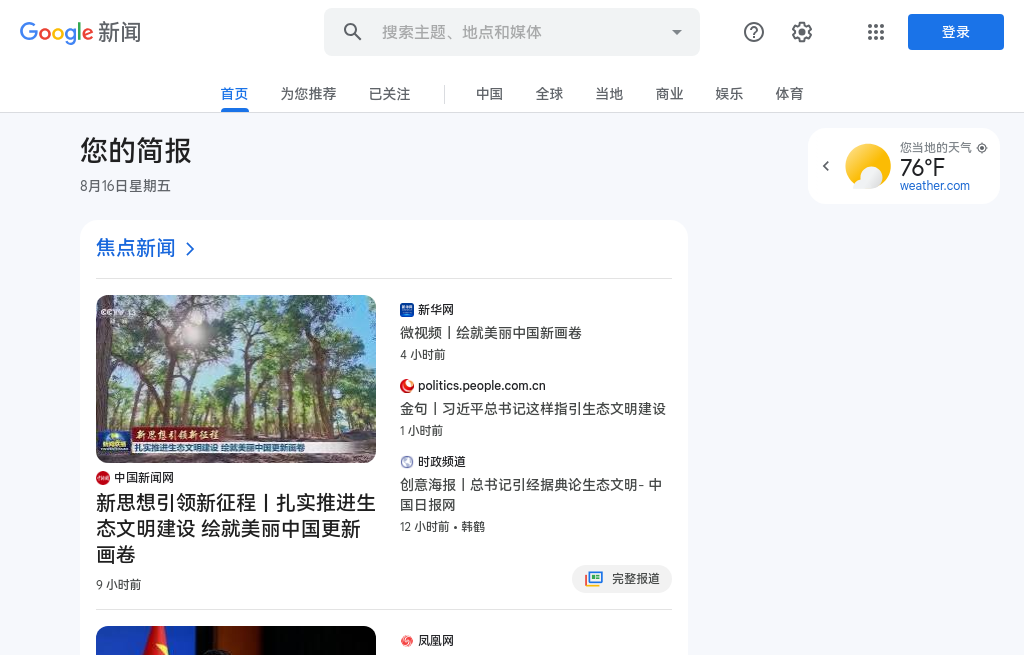 Google 新闻
搜索主题、地点和媒体
登录
首页
为您推荐
已关注
中国
全球
当地
商业
娱乐
体育
您的简报
8月16日星期五
您当地的天气
76°F
weather.com
焦点新闻
CCTV 13
新思想引领新征程
扎实推进生态文明建设 绘就美丽中国更新画卷
中国新闻网
新思想引领新征程丨扎实推进生
态文明建设 绘就美丽中国更新
画卷
9 小时前
新华网
微视频丨绘就美丽中国新画卷
4 小时前
politics.people.com.cn
金句丨习近平总书记这样指引生态文明建设
1 小时前
时政频道
创意海报丨总书记引经据典论生态文明- 中
国日报网
12 小时前 • 韩鹤
完整报道
凤凰网